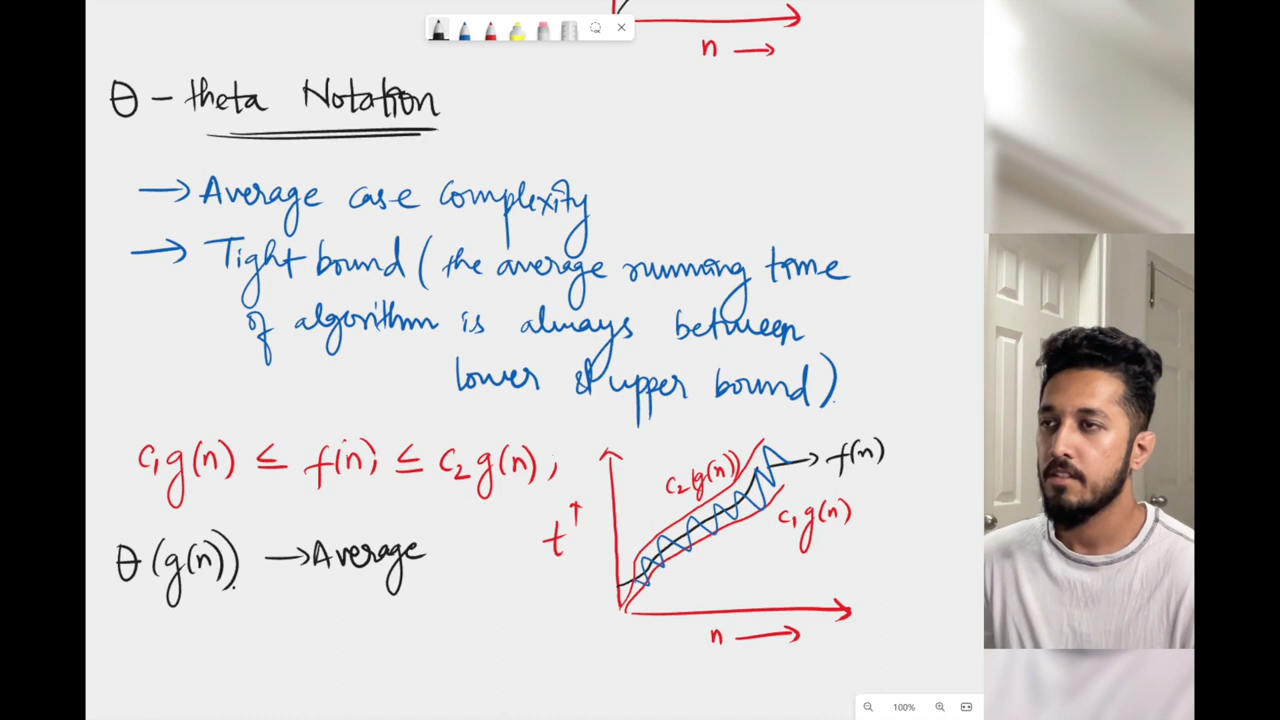 n →
θ - theta Notation
→ Average case complexity
→ Tight bound ( the average running time
of algorithm is always between
lower & upper bound).
c₁g(n) ≤ f(n) ≤ c₂g(n),
θ(g(n)). → Average
c₂(g(n))
→ f(n)
c₁g(n)
t ↑
n →
100%